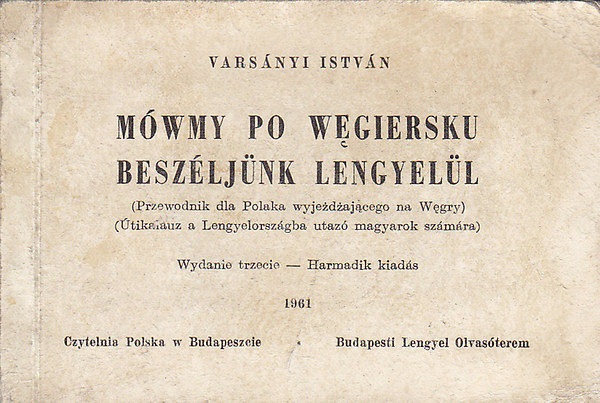 VARSÁNYI ISTVÁN
MÓWMY PO WĘGIERSKU
BESZÉLJÜNK LENGYELÜL
(Przewodnik dla Polaka wyjeżdżającego na Węgry)
(Útikalauz a Lengyelországba utazó magyarok számára)
Wydanie trzecie — Harmadik kiadás
1961
Czytelnia Polska w Budapeszcie • Budapesti Lengyel Olvasóterem